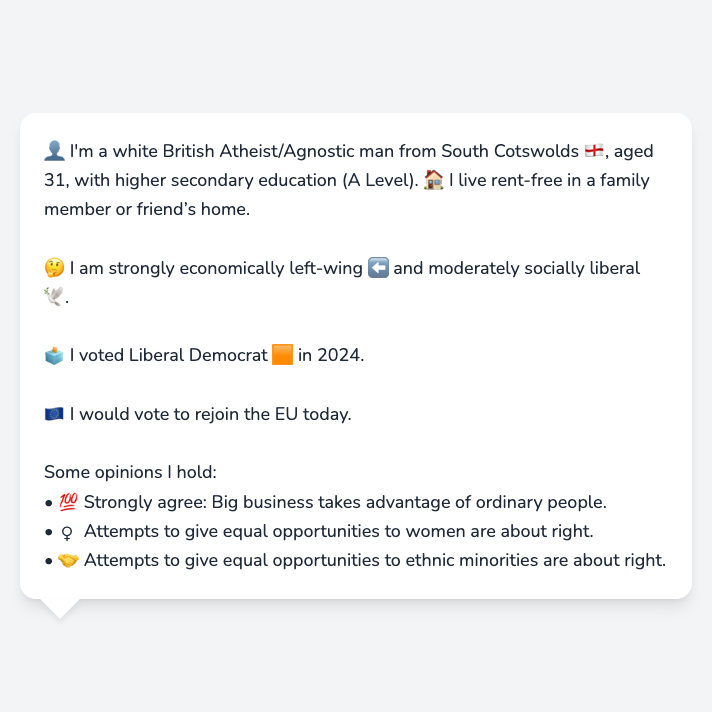 👤 I'm a white British Atheist/Agnostic man from South Cotswolds 🏴󠁧󠁢󠁥󠁮󠁧󠁿, aged
31, with higher secondary education (A Level). 🏠 I live rent-free in a family
member or friend’s home.
🤔 I am strongly economically left-wing ⬅️ and moderately socially liberal
🕊️.
🗳️ I voted Liberal Democrat 🟧 in 2024.
🇪🇺 I would vote to rejoin the EU today.
Some opinions I hold:
• 💯 Strongly agree: Big business takes advantage of ordinary people.
• ♀ Attempts to give equal opportunities to women are about right.
• 🤝 Attempts to give equal opportunities to ethnic minorities are about right.